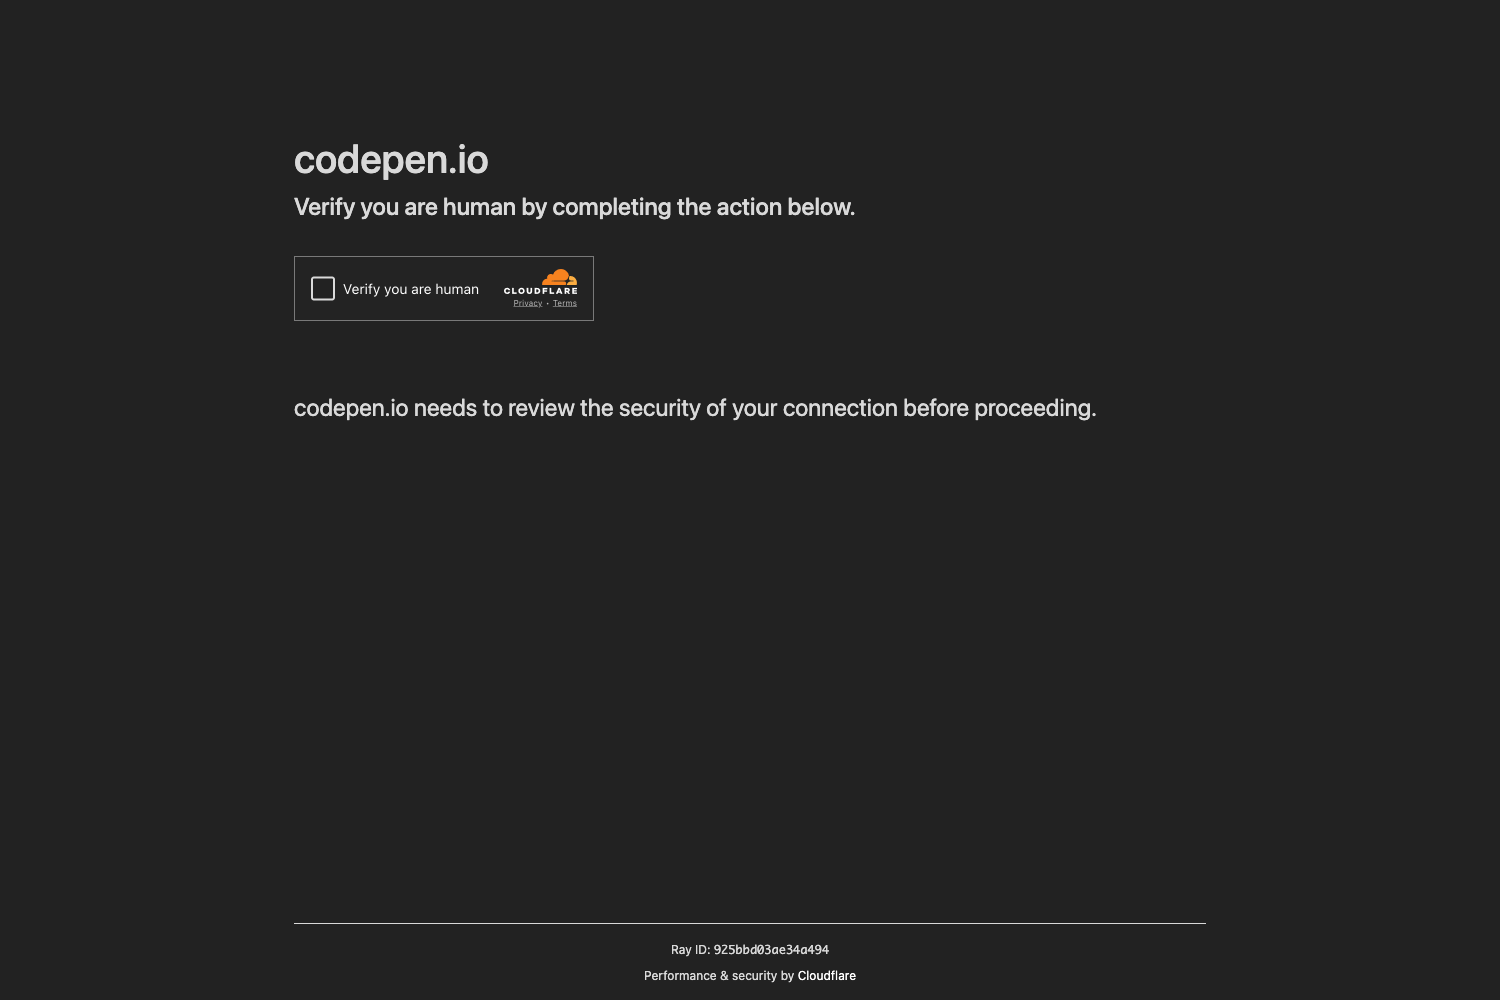 codepen.io
Verify you are human by completing the action below.
Verify you are human
CLOUDFLARE
Privacy • Terms
codepen.io needs to review the security of your connection before proceeding.
Ray ID: 925bbd03ae34a494
Performance & security by Cloudflare